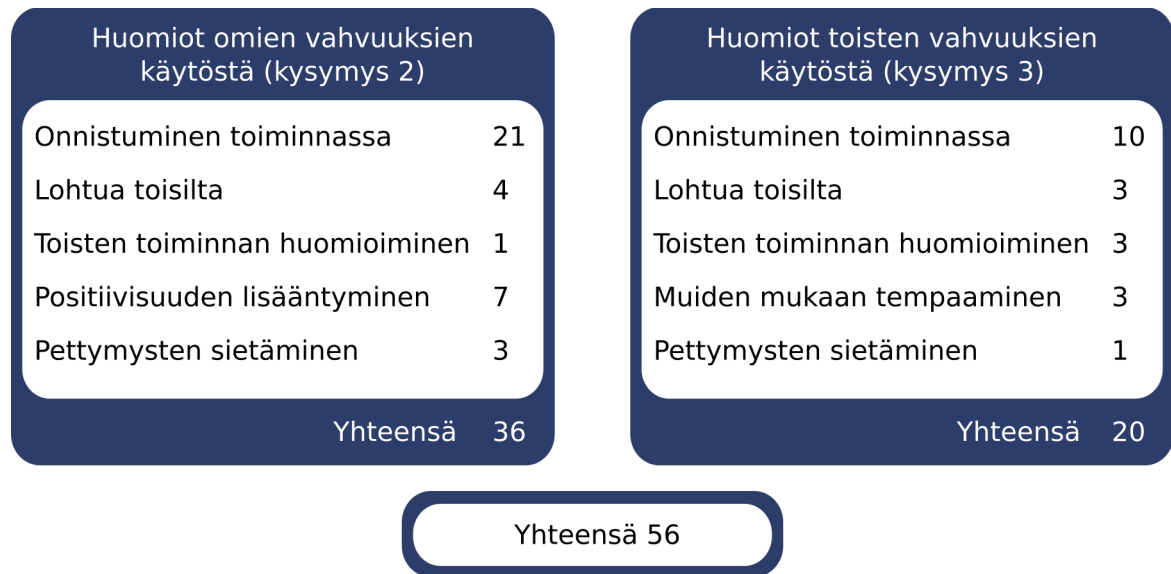 Huomiot omien vahvuuksien
käytöstä (kysymys 2)
Onnistuminen toiminnassa 21
Lohtua toisilta 4
Toisten toiminnan huomioiminen 1
Positiivisuuden lisääntyminen 7
Pettymysten sietäminen 3
Yhteensä 36
Huomiot toisten vahvuuksien
käytöstä (kysymys 3)
Onnistuminen toiminnassa 10
Lohtua toisilta 3
Toisten toiminnan huomioiminen 3
Muiden mukaan tempaaminen 3
Pettymysten sietäminen 1
Yhteensä 20
Yhteensä 56